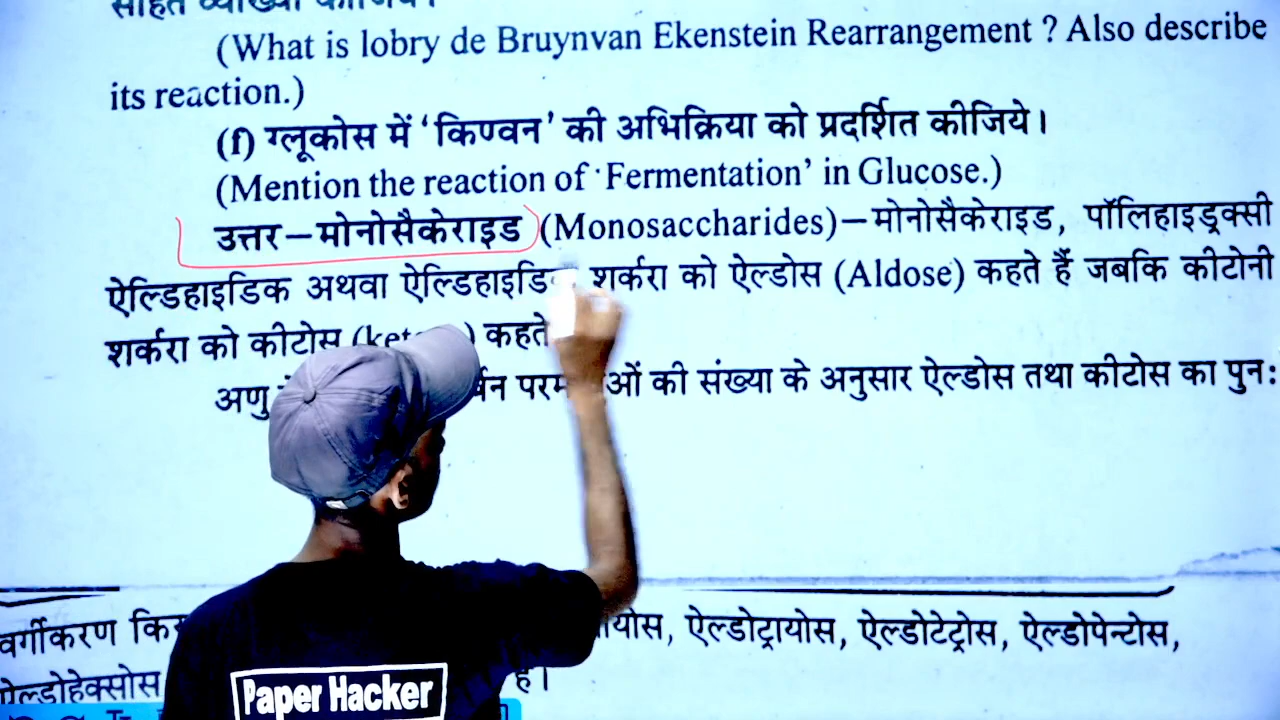 सहित व्याख्या कीजिये।
(What is lobry de Bruynvan Ekenstein Rearrangement ? Also describe
its reaction.)
(f) ग्लूकोस में ‘किण्वन’ की अभिक्रिया को प्रदर्शित कीजिये।
(Mention the reaction of ‘Fermentation’ in Glucose.)
उत्तर–मोनोसैकेराइड (Monosaccharides)–मोनोसैकेराइड, पॉलिहाइड्रक्सी
ऐल्डिहाइडिक अथवा शर्करा को ऐल्डोस (Aldose) कहते हैं जबकि कीटोनी
शर्करा को कीटोस कहते
अणु की संख्या के अनुसार ऐल्डोस तथा कीटोस का पुन:
वर्गीकरण ऐल्डोट्रायोस, ऐल्डोटेट्रोस, ऐल्डोपेन्टोस,
ऐल्डोहेक्सोस
Paper Hacker